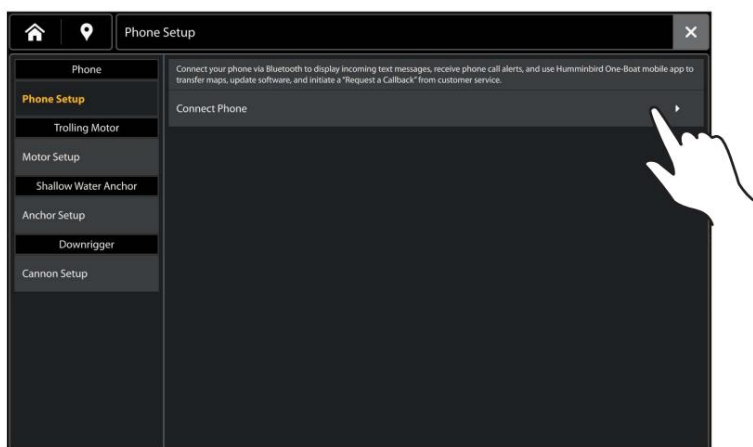 Phone Setup
Phone
Phone Setup
Trolling Motor
Motor Setup
Shallow Water Anchor
Anchor Setup
Downrigger
Cannon Setup
Connect your phone via Bluetooth to display incoming text messages, receive phone call alerts, and use Humminbird One-Boat mobile app to
transfer maps, update software, and initiate a "Request a Callback" from customer service.
Connect Phone